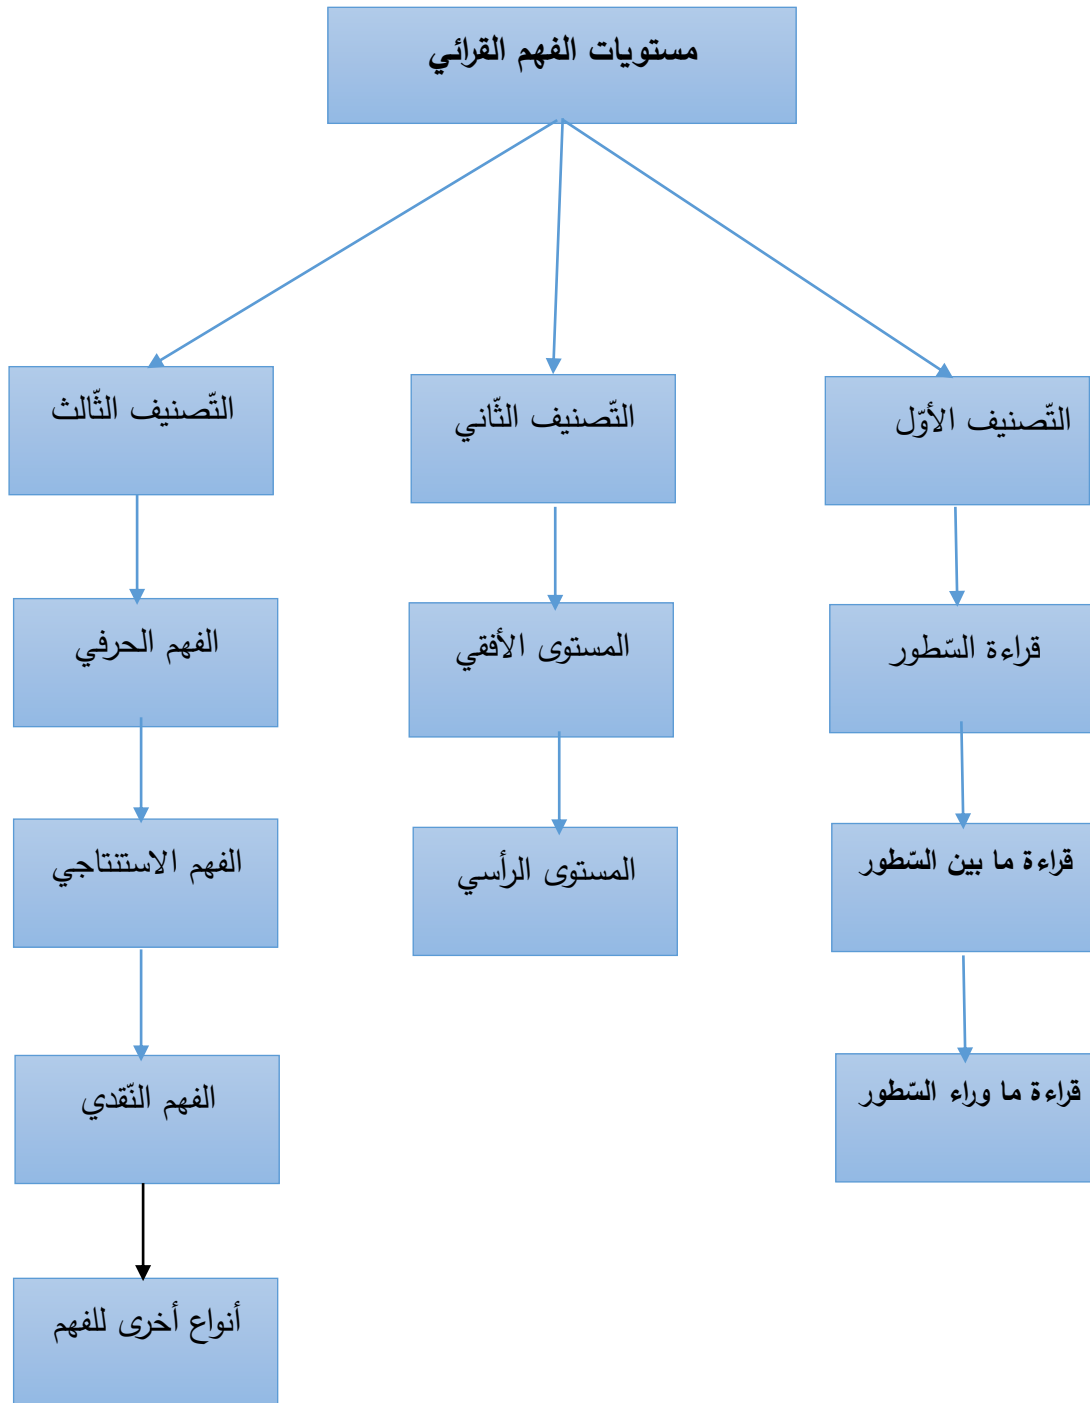 مستويات الفهم القرائي
التّصنيف الأوّل
التّصنيف الثّاني
التّصنيف الثّالث
قراءة السّطور
المستوى الأفقي
الفهم الحرفي
قراءة ما بين السّطور
المستوى الرأسي
الفهم الاستنتاجي
قراءة ما وراء السّطور
الفهم النّقدي
أنواع أخرى للفهم